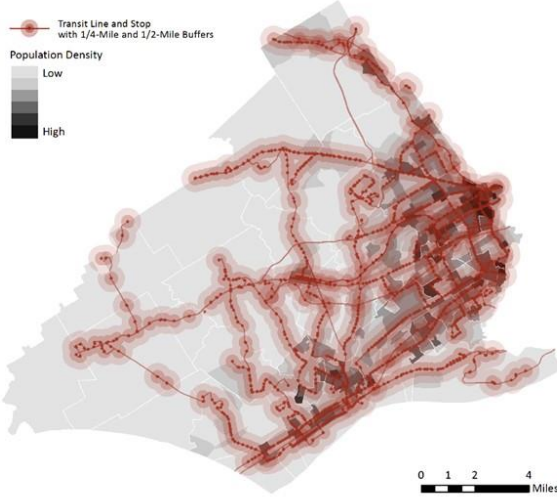 Transit Line and Stop
with 1/4-Mile and 1/2-Mile Buffers
Population Density
Low
High
0 1 2 4
Miles